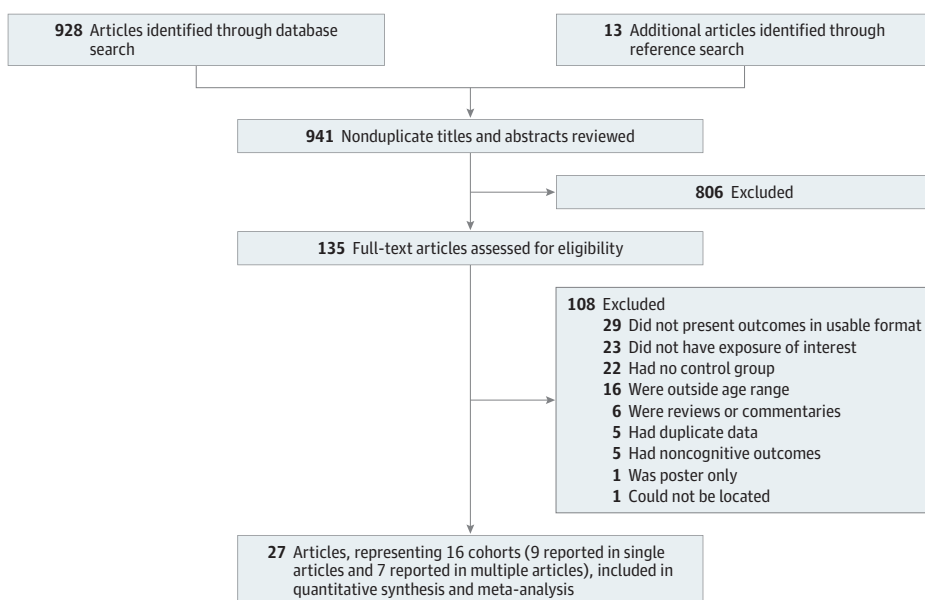 928 Articles identified through database
search
13 Additional articles identified through
reference search
941 Nonduplicate titles and abstracts reviewed
806 Excluded
135 Full-text articles assessed for eligibility
108 Excluded
29 Did not present outcomes in usable format
23 Did not have exposure of interest
22 Had no control group
16 Were outside age range
6 Were reviews or commentaries
5 Had duplicate data
5 Had noncognitive outcomes
1 Was poster only
1 Could not be located
27 Articles, representing 16 cohorts (9 reported in single
articles and 7 reported in multiple articles), included in
quantitative synthesis and meta-analysis